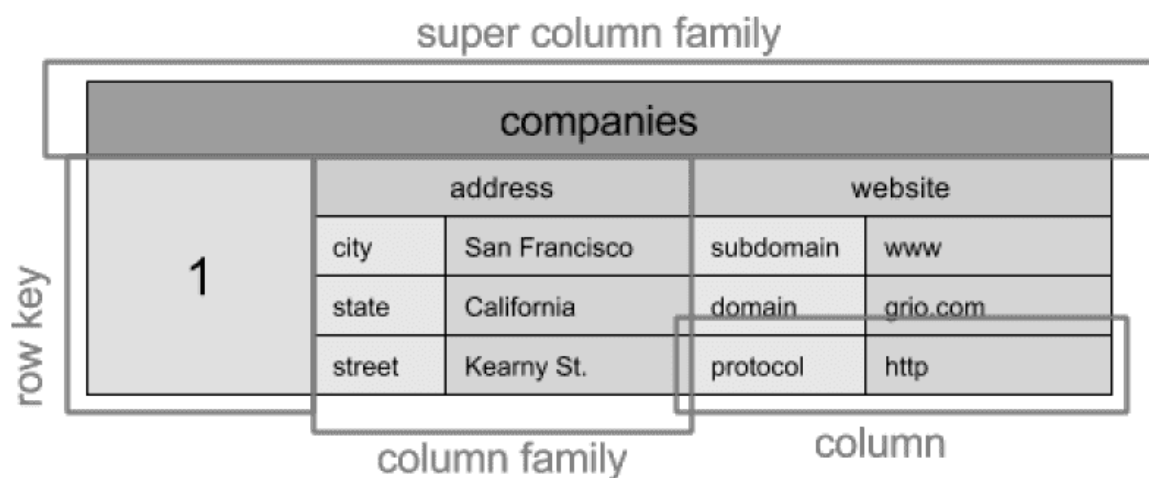 super column family
companies
address website
city San Francisco subdomain www
1
state California domain grio.com
street Kearny St. protocol http
row key
column family
column